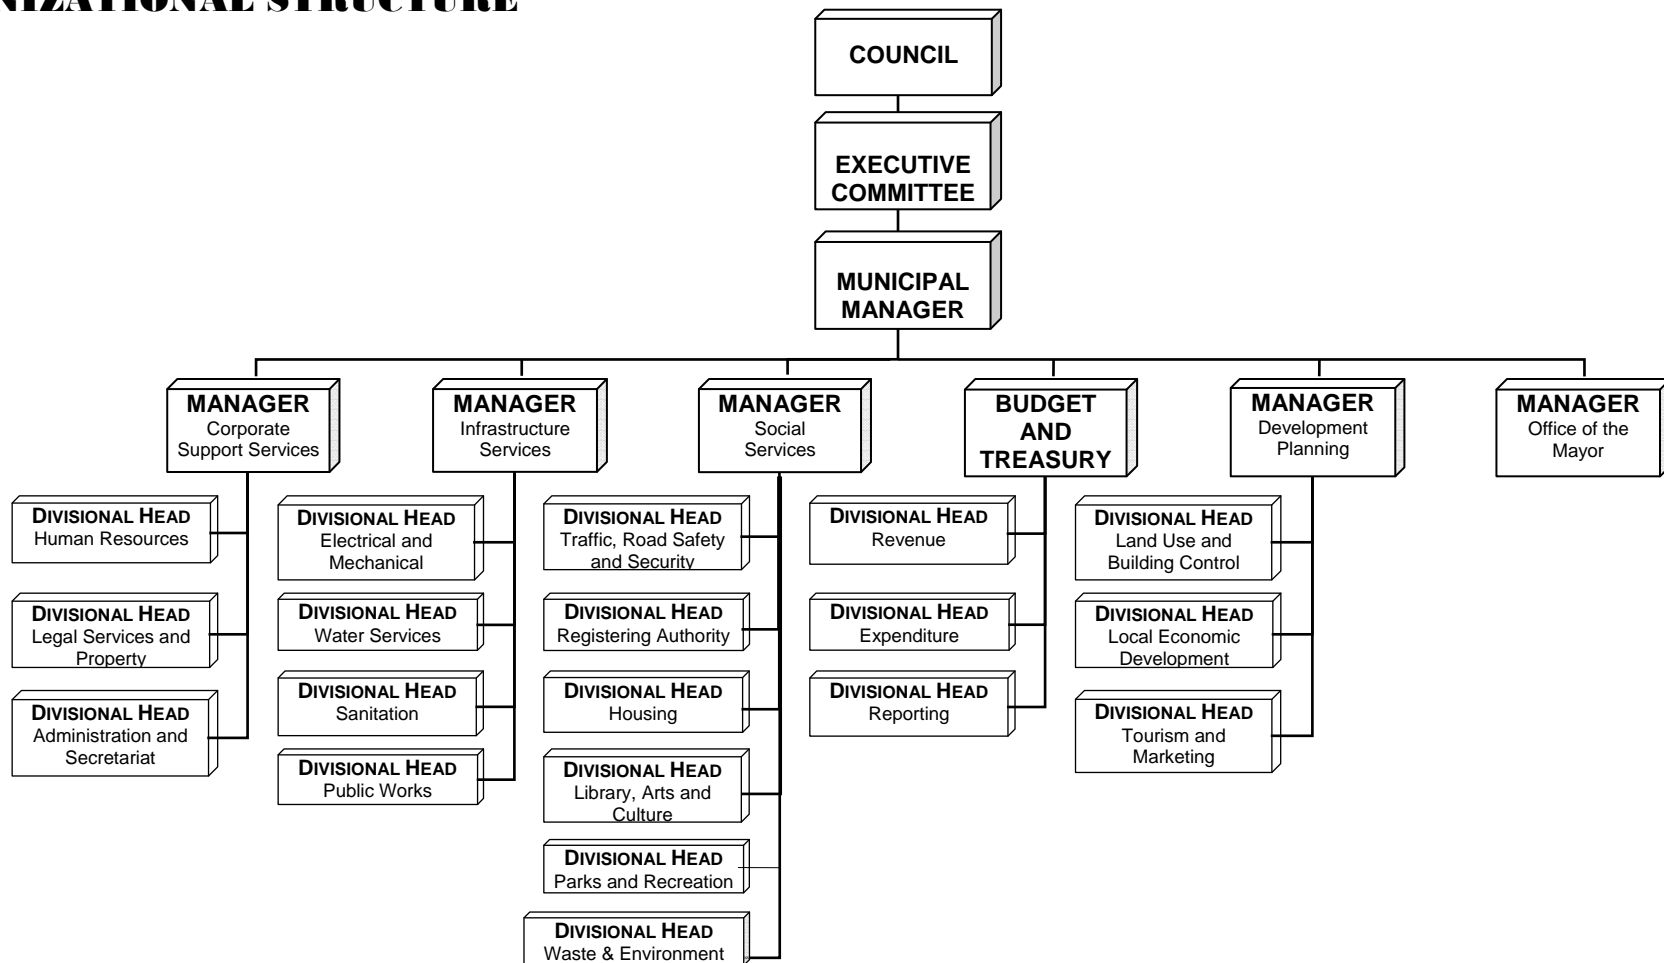 NIZATIONAL STRUCTURE
COUNCIL
EXECUTIVE
COMMITTEE
MUNICIPAL
MANAGER
MANAGER
Corporate
Support Services
DIVISIONAL HEAD
Human Resources
DIVISIONAL HEAD
Legal Services and
Property
DIVISIONAL HEAD
Administration and
Secretariat
MANAGER
Infrastructure
Services
DIVISIONAL HEAD
Electrical and
Mechanical
DIVISIONAL HEAD
Water Services
DIVISIONAL HEAD
Sanitation
DIVISIONAL HEAD
Public Works
MANAGER
Social
Services
DIVISIONAL HEAD
Traffic, Road Safety
and Security
DIVISIONAL HEAD
Registering Authority
DIVISIONAL HEAD
Housing
DIVISIONAL HEAD
Library, Arts and
Culture
DIVISIONAL HEAD
Parks and Recreation
DIVISIONAL HEAD
Waste & Environment
BUDGET
AND
TREASURY
DIVISIONAL HEAD
Revenue
DIVISIONAL HEAD
Expenditure
DIVISIONAL HEAD
Reporting
MANAGER
Development
Planning
DIVISIONAL HEAD
Land Use and
Building Control
DIVISIONAL HEAD
Local Economic
Development
DIVISIONAL HEAD
Tourism and
Marketing
MANAGER
Office of the
Mayor